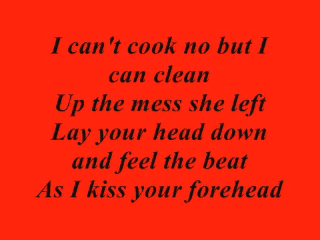 I can't cook no but I
can clean
Up the mess she left
Lay your head down
and feel the beat
As I kiss your forehead